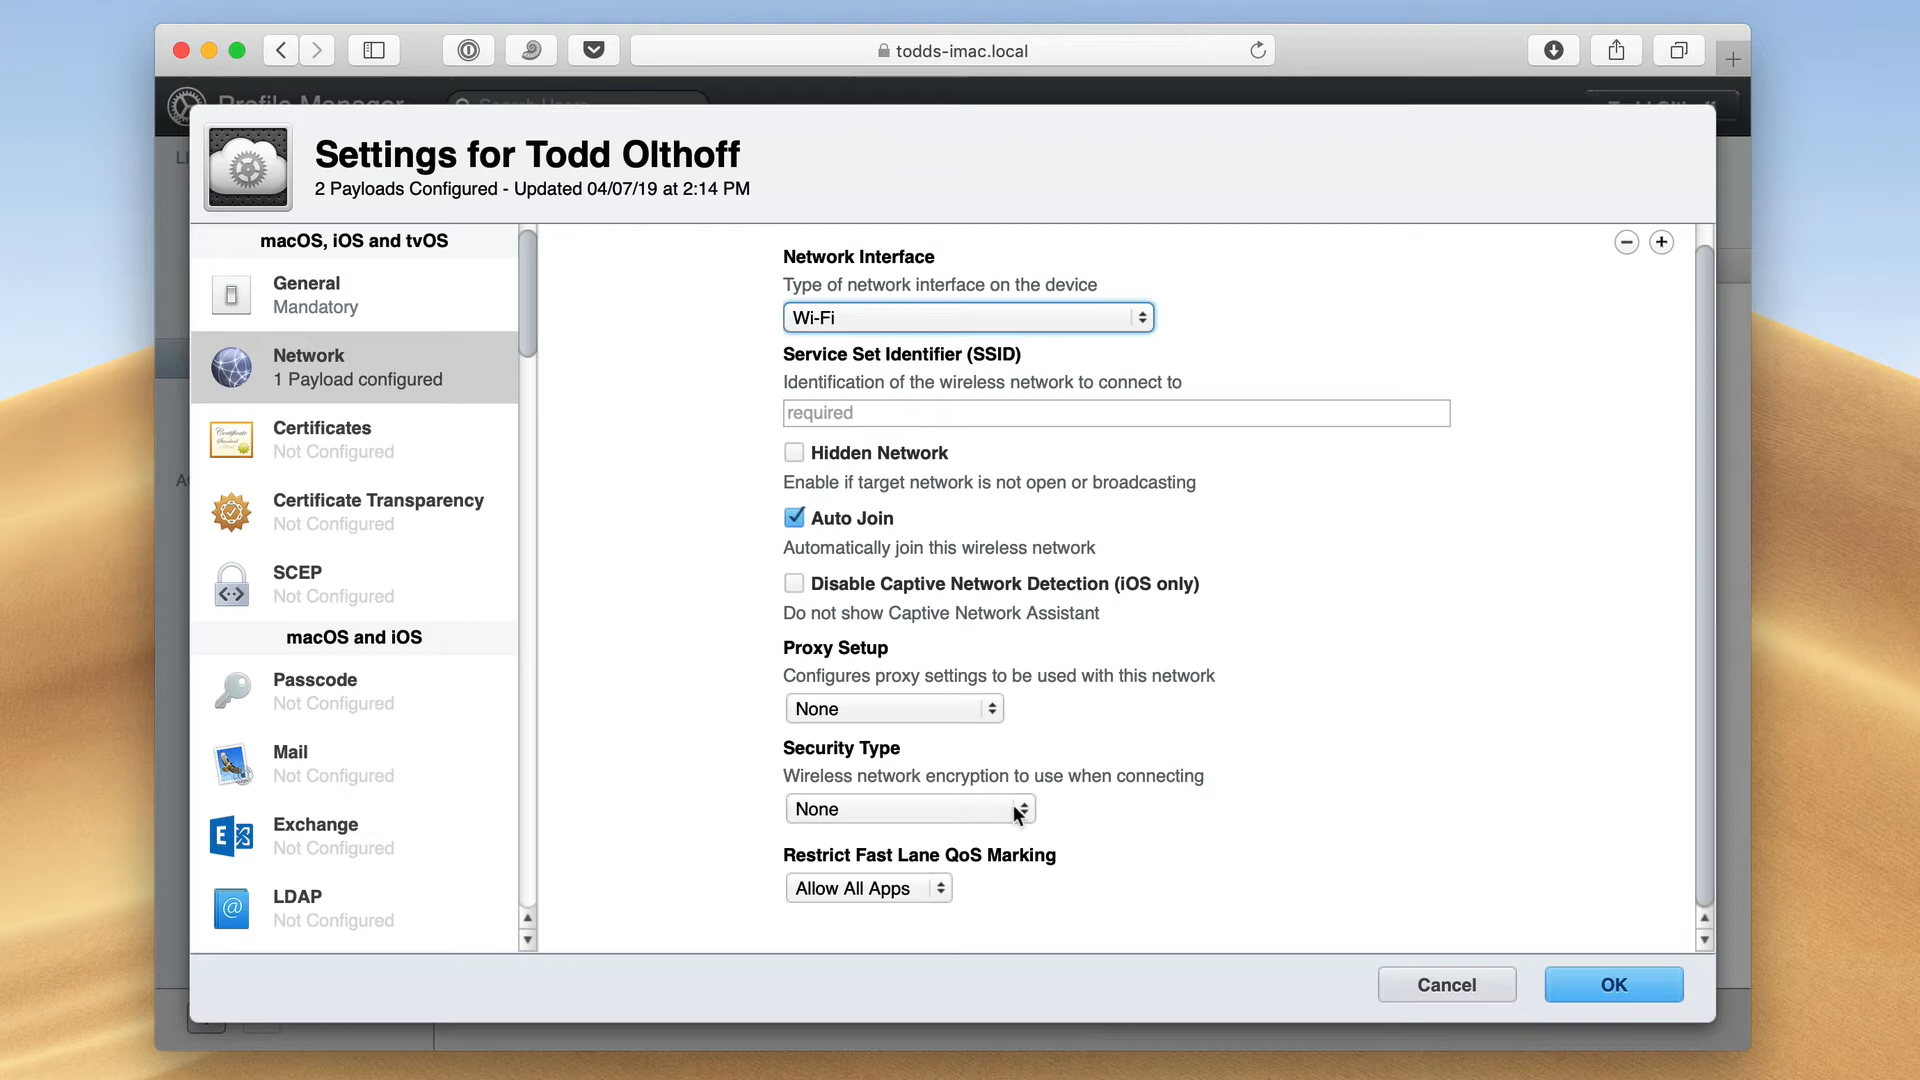 todds-imac.local
Profile Manager
Search Users
Todd Olthoff
Settings for Todd Olthoff
2 Payloads Configured - Updated 04/07/19 at 2:14 PM
macOS, iOS and tvOS
General
Mandatory
Network
1 Payload configured
Certificates
Not Configured
Certificate Transparency
Not Configured
SCEP
Not Configured
macOS and iOS
Passcode
Not Configured
Mail
Not Configured
Exchange
Not Configured
LDAP
Not Configured
Network Interface
Type of network interface on the device
Wi-Fi
Service Set Identifier (SSID)
Identification of the wireless network to connect to
required
Hidden Network
Enable if target network is not open or broadcasting
Auto Join
Automatically join this wireless network
Disable Captive Network Detection (iOS only)
Do not show Captive Network Assistant
Proxy Setup
Configures proxy settings to be used with this network
None
Security Type
Wireless network encryption to use when connecting
None
Restrict Fast Lane QoS Marking
Allow All Apps
Cancel
OK